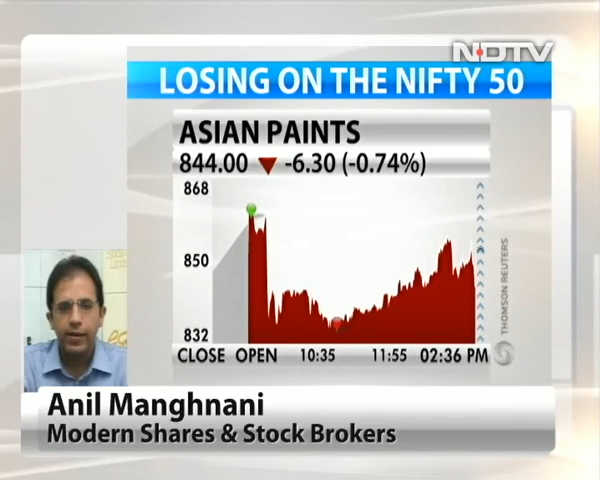 NDTV
LOSING ON THE NIFTY 50
ASIAN PAINTS
844.00 -6.30 (-0.74%)
868
850
832
CLOSE OPEN 10:35 11:55 02:36 PM
THOMSON REUTERS
Anil Manghnani
Modern Shares & Stock Brokers